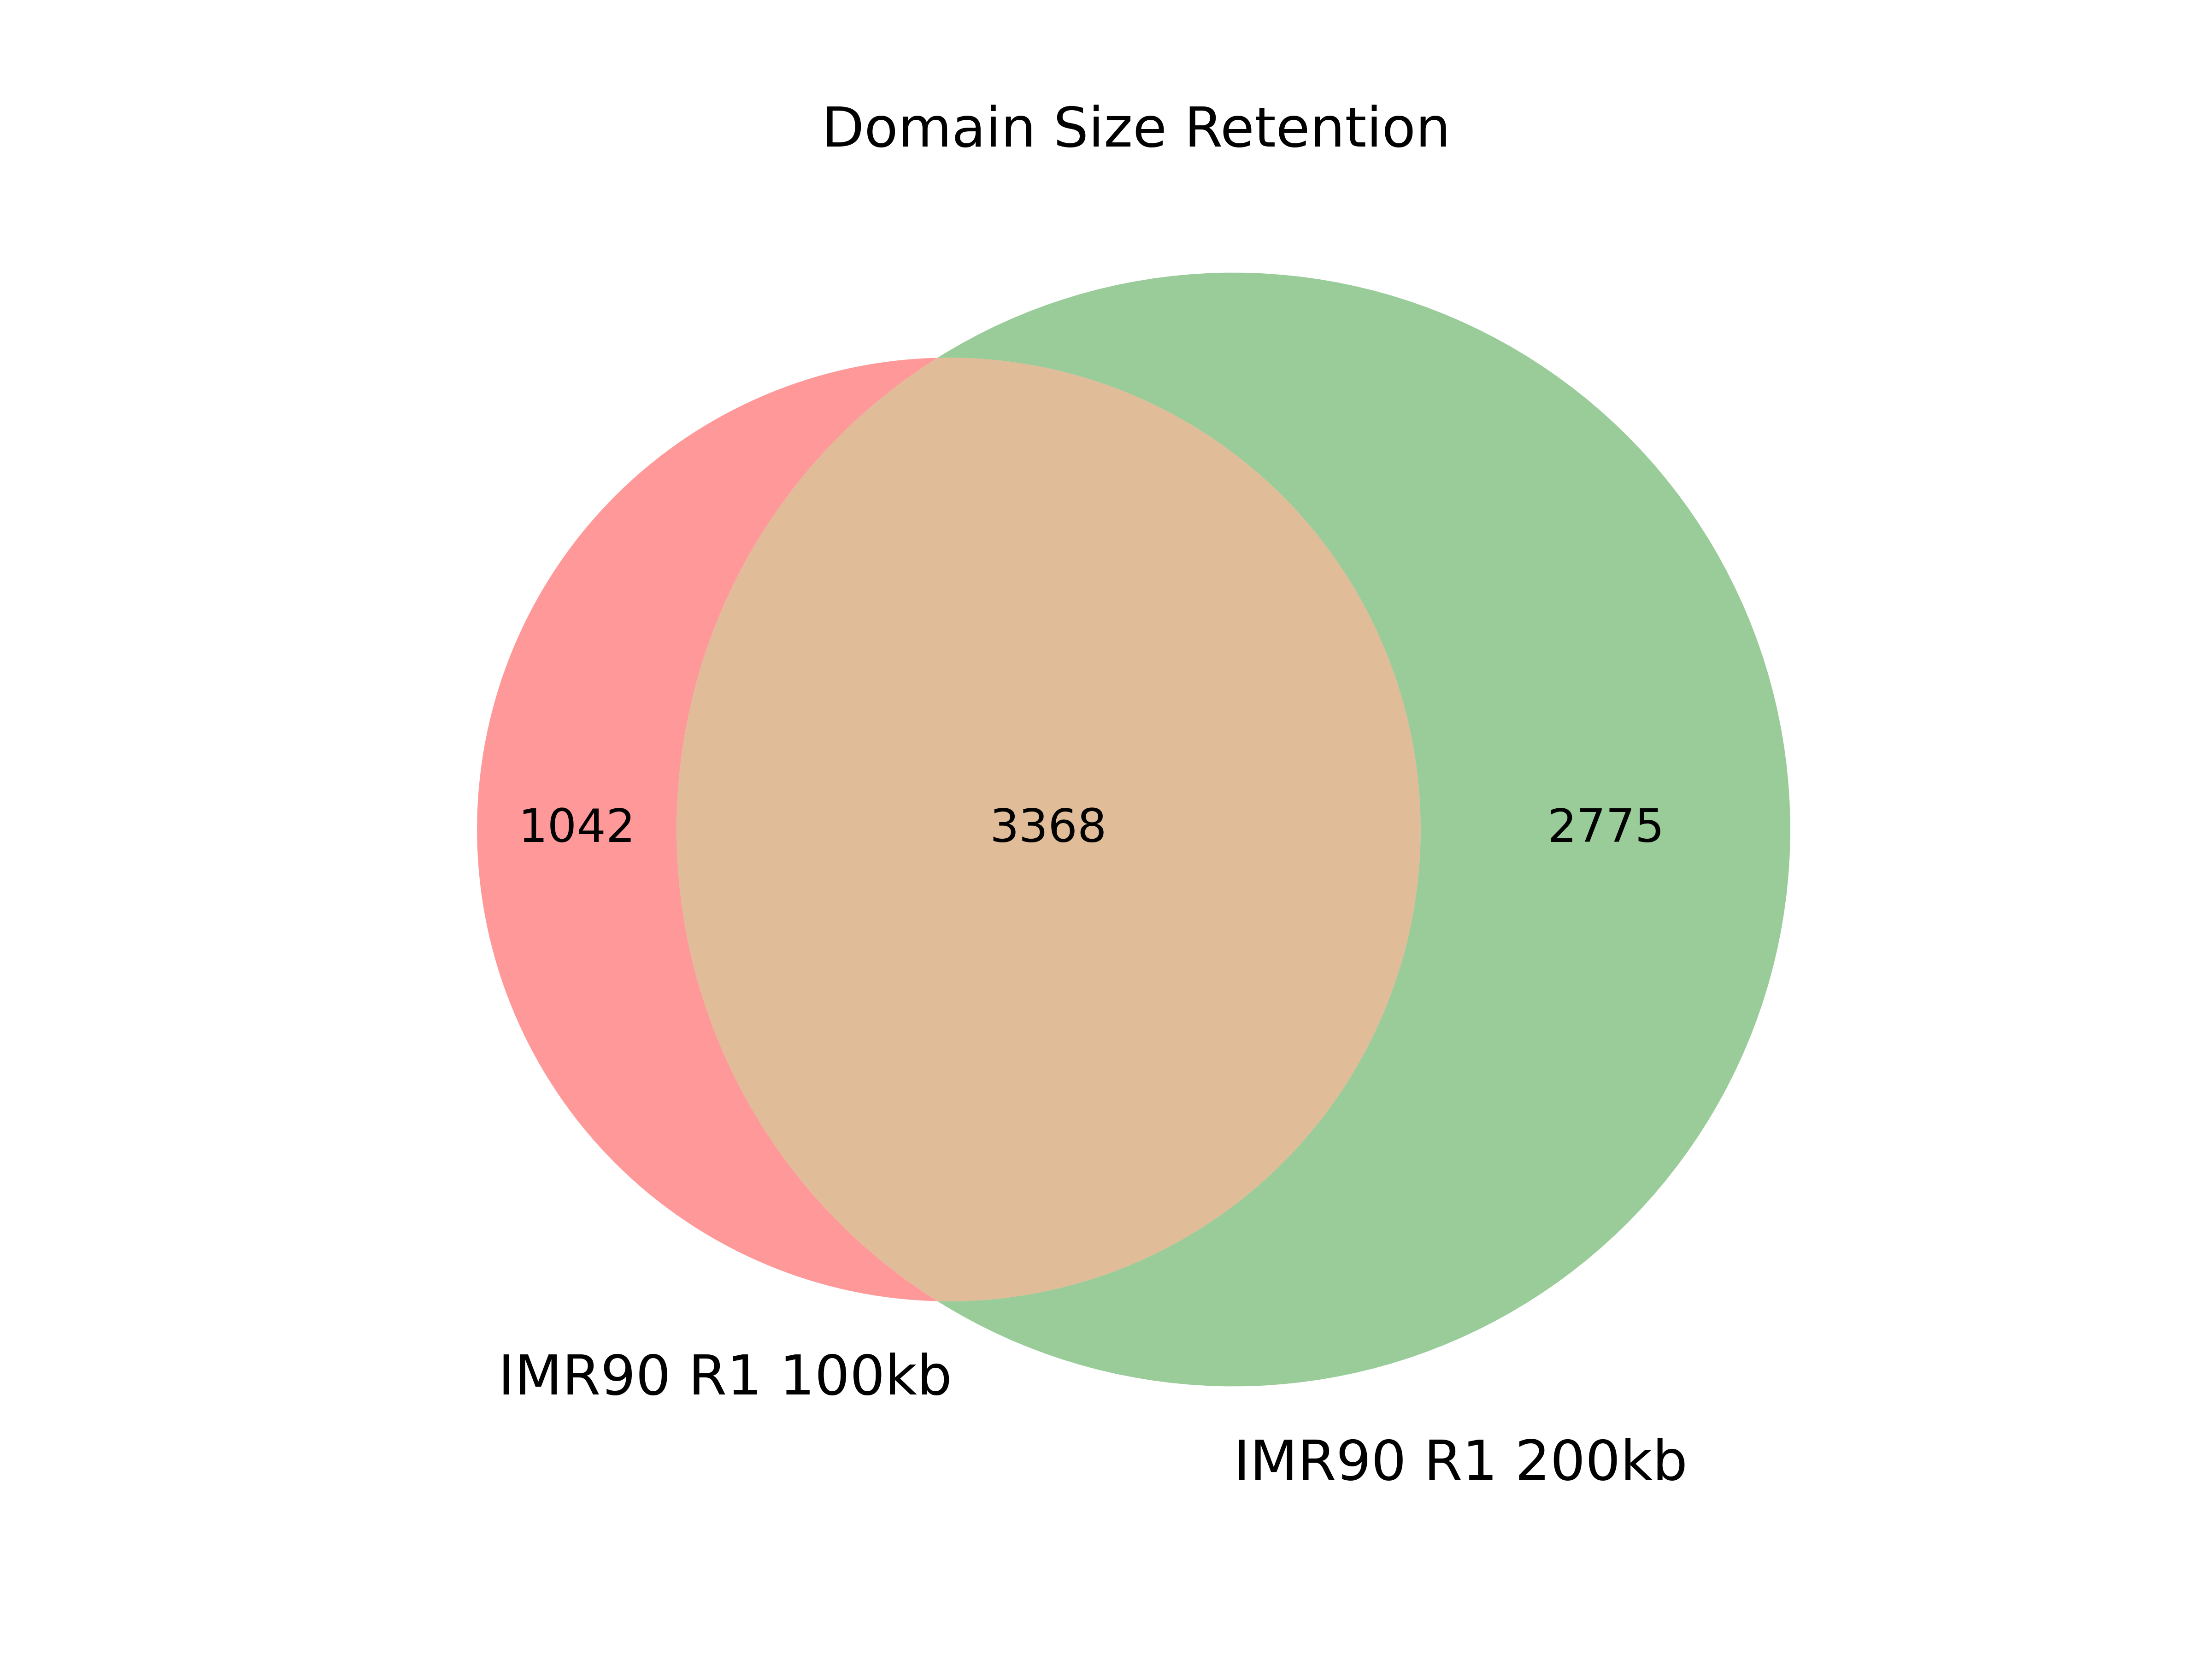 Domain Size Retention
1042
3368
2775
IMR90 R1 100kb
IMR90 R1 200kb